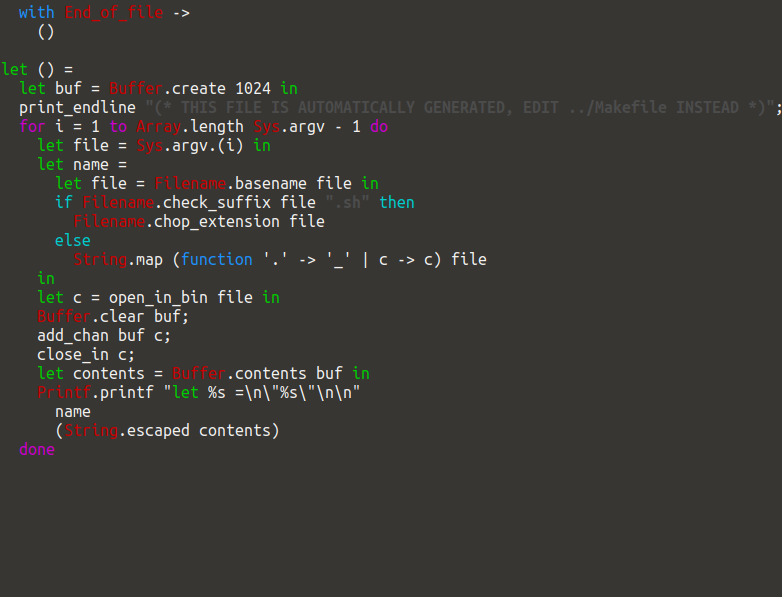 with End_of_file ->
()
let () =
let buf = Buffer.create 1024 in
print_endline "(* THIS FILE IS AUTOMATICALLY GENERATED, EDIT ../Makefile INSTEAD *)";
for i = 1 to Array.length Sys.argv - 1 do
let file = Sys.argv.(i) in
let name =
let file = Filename.basename file in
if Filename.check_suffix file ".sh" then
Filename.chop_extension file
else
String.map (function '.' -> '_' | c -> c) file
in
let c = open_in_bin file in
Buffer.clear buf;
add_chan buf c;
close_in c;
let contents = Buffer.contents buf in
Printf.printf "let %s =\n\"%s\"\n\n"
name
(String.escaped contents)
done